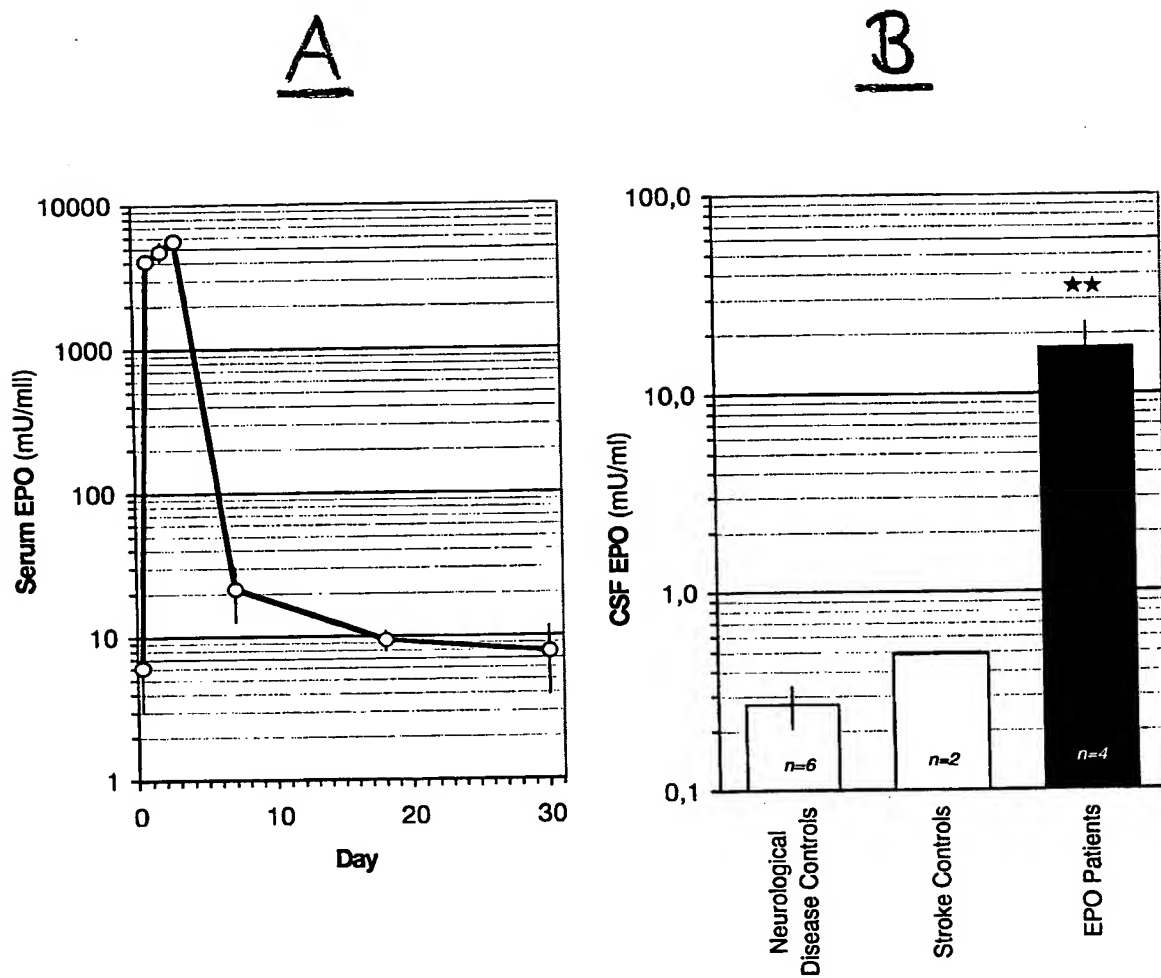 A
B
10000
1000
100
10
1
Serum EPO (mU/ml)
0
10
20
30
Day
100,0
10,0
1,0
0,1
CSF EPO (mU/ml)
★★
n=6
n=2
n=4
Neurological
Disease Controls
Stroke Controls
EPO Patients